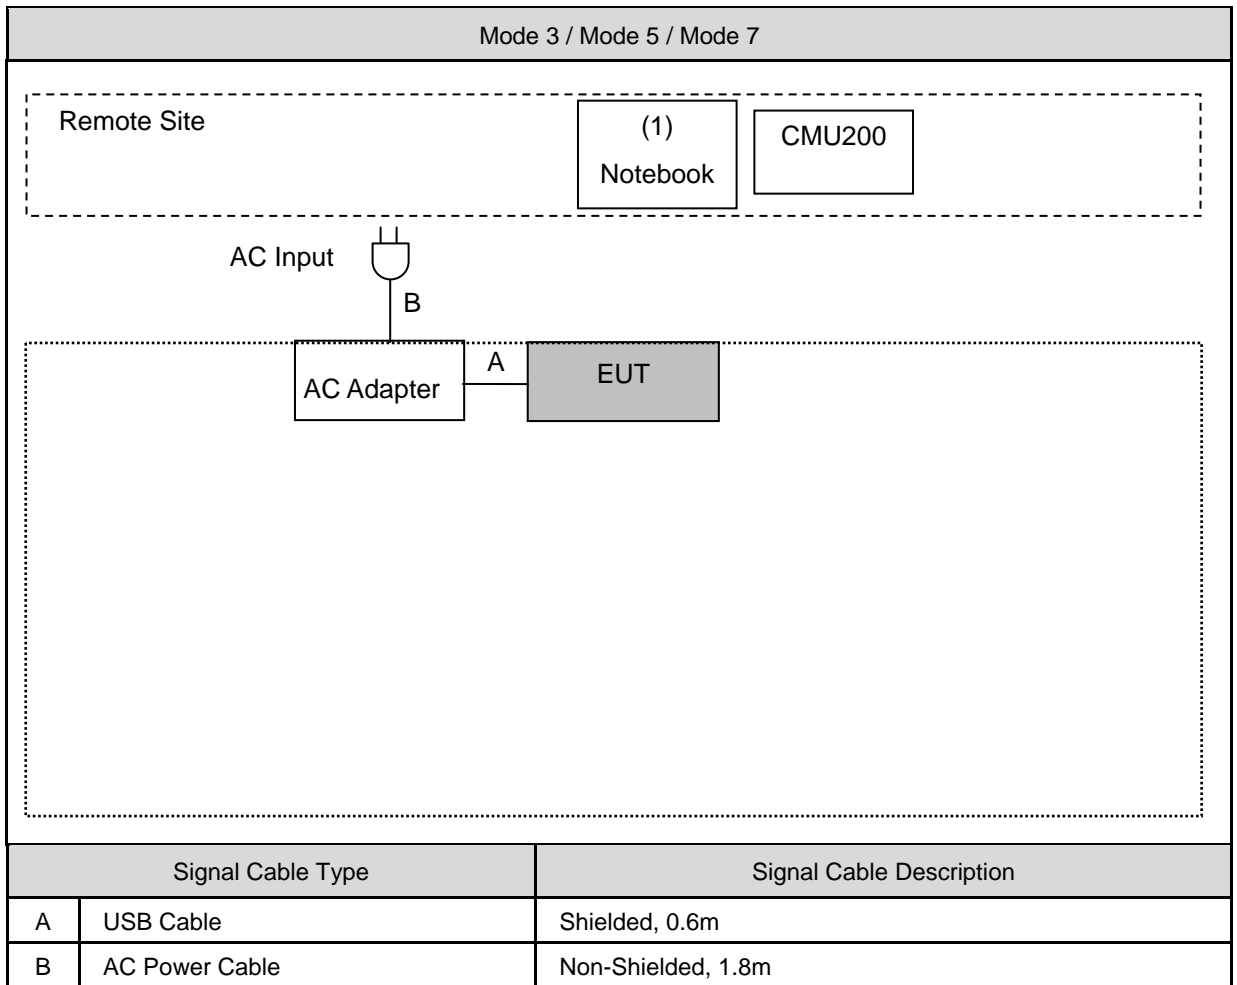 Mode 3 / Mode 5 / Mode 7
Remote Site
(1)
Notebook
CMU200
AC Input
B
AC Adapter
A
EUT
Signal Cable Type
Signal Cable Description
A
USB Cable
Shielded, 0.6m
B
AC Power Cable
Non-Shielded, 1.8m